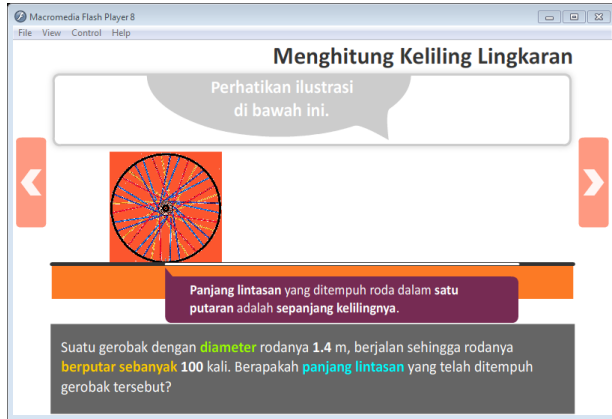 Macromedia Flash Player 8
File View Control Help
Menghitung Keliling Lingkaran
Perhatikan ilustrasi
di bawah ini.
Panjang lintasan yang ditempuh roda dalam satu
putaran adalah sepanjang kelilingnya.
Suatu gerobak dengan diameter rodanya 1.4 m, berjalan sehingga rodanya
berputar sebanyak 100 kali. Berapakah panjang lintasan yang telah ditempuh
gerobak tersebut?